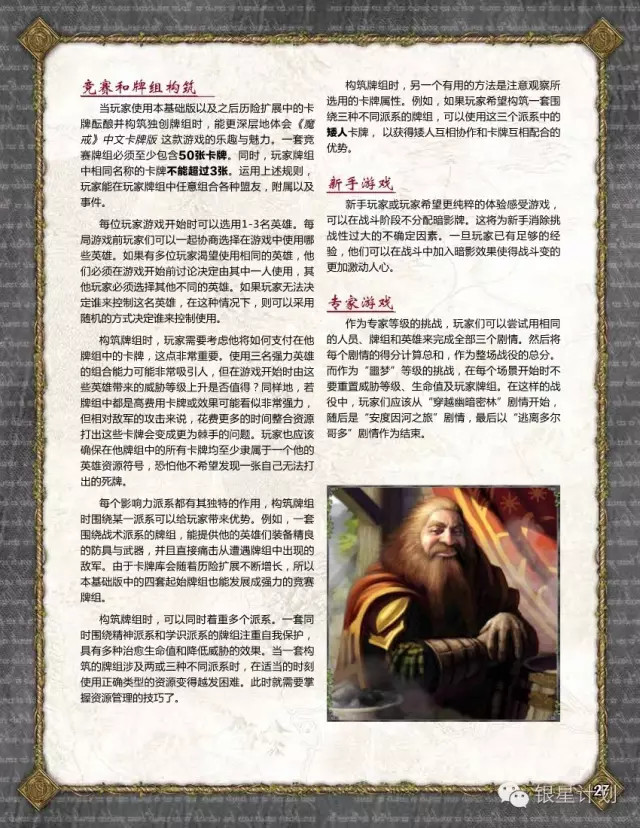 竞赛和牌组构筑
当玩家使用本基础版以及之后历险扩展中的卡
牌酝酿并构筑独创牌组时，能更深层地体会《魔
戒》中文卡牌版 这款游戏的乐趣与魅力。一套竞
赛牌组必须至少包含50张卡牌。同时，玩家牌组
中相同名称的卡牌不能超过3张。运用上述规则，
玩家能在玩家牌组中任意组合各种盟友，附属以及
事件。
每位玩家游戏开始时可以选用1-3名英雄。每
局游戏前玩家们可以一起协商选择在游戏中使用哪
些英雄。如果有多位玩家渴望使用相同的英雄，他
们必须在游戏开始前讨论决定由其中一人使用，其
他玩家必须选择其他不同的英雄。如果玩家无法决
定谁来控制这名英雄，在这种情况下，则可以采用
随机的方式决定谁来控制使用。
构筑牌组时，玩家需要考虑他将如何支付在他
牌组中的卡牌，这点非常重要。使用三名强力英雄
的组合能力可能非常吸引人，但在游戏开始时由这
些英雄带来的威胁等级上升是否值得？同样地，若
牌组中都是高费用卡牌或效果可能看似非常强力，
但相对敌军的攻击来说，花费更多的时间整合资源
打出这些卡牌会变成更为棘手的问题。玩家也应该
确保在他牌组中的所有卡牌均至少隶属于一个他的
英雄资源符号，恐怕他不希望发现一张自己无法打
出的死牌。
每个影响力派系都有其独特的作用，构筑牌组
时围绕某一派系可以给玩家带来优势。例如，一套
围绕战术派系的牌组，能提供他的英雄们装备精良
的防具与武器，并且直接痛击从遭遇牌组中出现的
敌军。由于卡牌库会随着历险扩展不断增长，所以
本基础版中的四套起始牌组也能发展成强力的竞赛
牌组。
构筑牌组时，可以同时着重多个派系。一套同
时围绕精神派系和学识派系的牌组注重自我保护，
具有多种治愈生命值和降低威胁的效果。当一套构
筑的牌组涉及两或三种不同派系时，在适当的时刻
使用正确类型的资源变得越发困难。此时就需要掌
握资源管理的技巧了。
构筑牌组时，另一个有用的方法是注意观察所
选用的卡牌属性。例如，如果玩家希望构筑一套围
绕三种不同派系的牌组，可以使用这三个派系中的
矮人卡牌，以获得矮人互相协作和卡牌互相配合的
优势。
新手游戏
新手玩家或玩家希望更纯粹的体验感受游戏，
可以在战斗阶段不分配暗影牌。这将为新手消除挑
战性过大的不确定因素。一旦玩家已有足够的经
验，他们可以在战斗中加入暗影效果使得战斗变的
更加激动人心。
专家游戏
作为专家等级的挑战，玩家们可以尝试用相同
的人员、牌组和英雄来完成全部三个剧情。然后将
每个剧情的得分计算总和，作为整场战役的总分。
而作为“噩梦”等级的挑战，在每个场景开始时不
要重置威胁等级、生命值及玩家牌组。在这样的战
役中，玩家们应该从“穿越幽暗密林”剧情开始，
随后是“安度因河之旅”剧情，最后以“逃离多尔
哥多”剧情作为结束。
27
银星计划